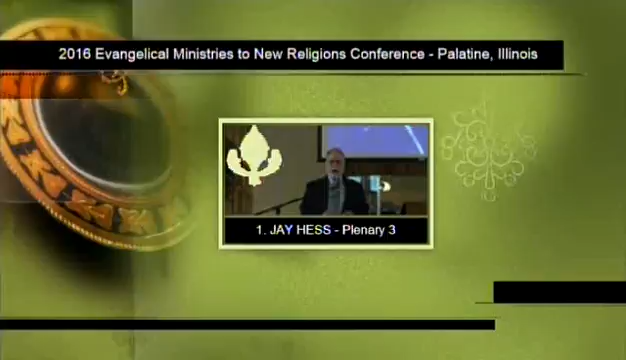 2016 Evangelical Ministries to New Religions Conference - Palatine, Illinois
1. JAY HESS - Plenary 3